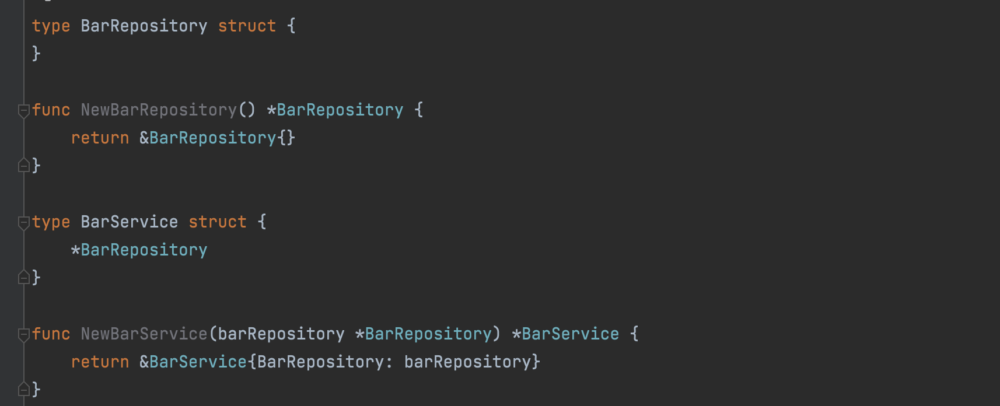 type BarRepository struct {
}
func NewBarRepository() *BarRepository {
    return &BarRepository{}
}
type BarService struct {
    *BarRepository
}
func NewBarService(barRepository *BarRepository) *BarService {
    return &BarService{BarRepository: barRepository}
}